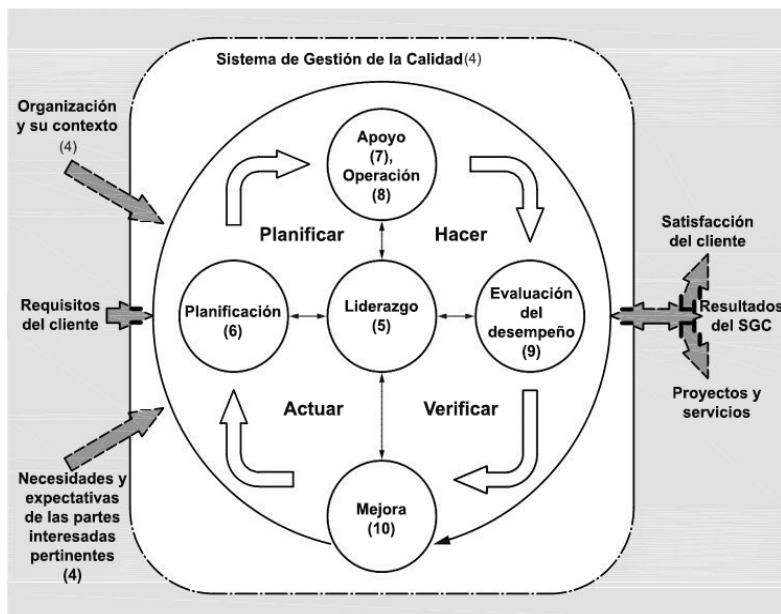 Sistema de Gestión de la Calidad(4)
Organización
y su contexto
(4)
Apoyo
(7),
Operación
(8)
Planificar
Hacer
Satisfacción
del cliente
Requisitos
del cliente
Planificación
(6)
Liderazgo
(5)
Evaluación
del
desempeño
(9)
Resultados
del SGC
Actuar
Verificar
Proyectos y
servicios
Necesidades y
expectativas
de las partes
interesadas
pertinentes
(4)
Mejora
(10)